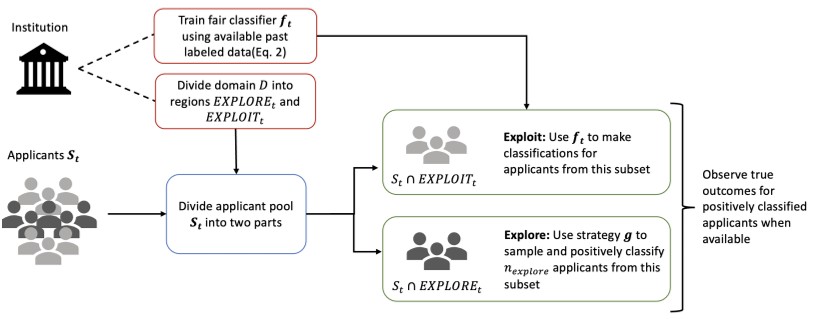 Institution
Train fair classifier f_t
using available past
labeled data(Eq. 2)
Divide domain D into
regions EXPLORE_t and
EXPLOIT_t
Applicants S_t
Divide applicant pool
S_t into two parts
S_t ∩ EXPLOIT_t
Exploit: Use f_t to make
classifications for
applicants from this subset
S_t ∩ EXPLORE_t
Explore: Use strategy g to
sample and positively classify
n_explore applicants from this
subset
Observe true
outcomes for
positively classified
applicants when
available